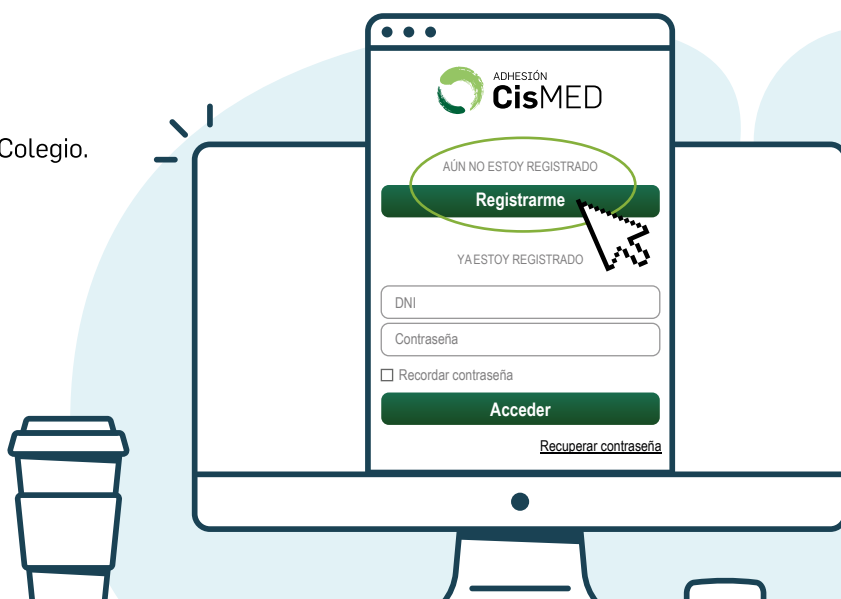 Colegio.
ADHESIÓN
CisMED
AÚN NO ESTOY REGISTRADO
Registrarme
YA ESTOY REGISTRADO
DNI
Contraseña
Recordar contraseña
Acceder
Recuperar contraseña